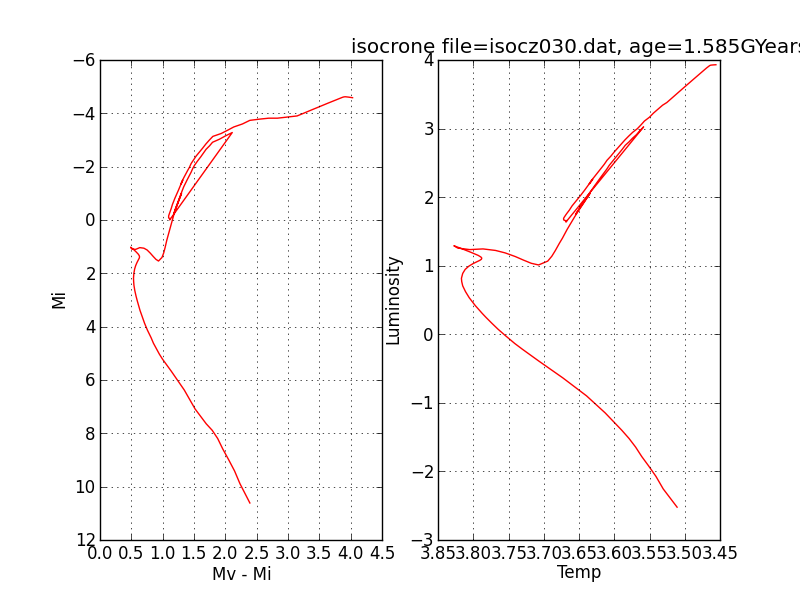 isocrone file=isocz030.dat, age=1.585GYears
−6
−4
−2
0
2
4
6
8
10
12
Mi
0.0 0.5 1.0 1.5 2.0 2.5 3.0 3.5 4.0 4.5
Mv - Mi
4
3
2
1
0
−1
−2
−3
Luminosity
3.85 3.80 3.75 3.70 3.65 3.60 3.55 3.50 3.45
Temp